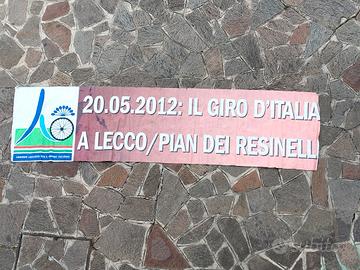 20.05.2012: IL GIRO D'ITALIA
A LECCO/PIAN DEI RESINELLI